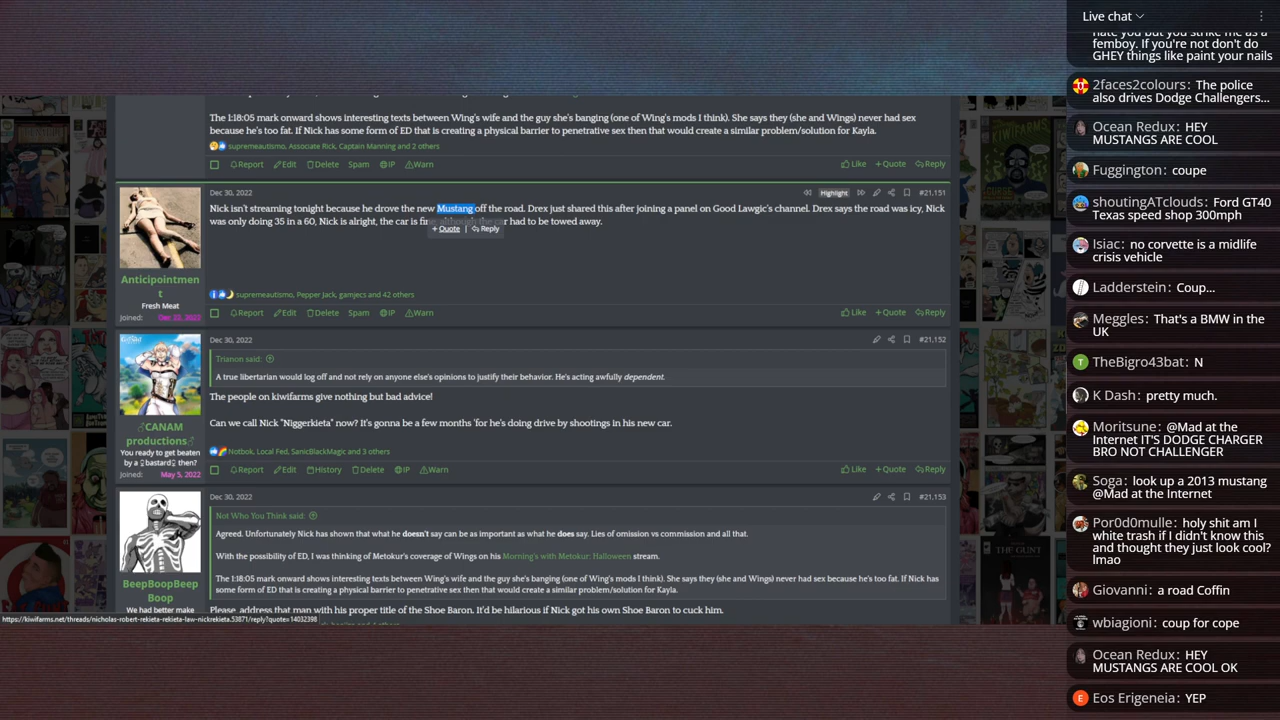 The 1:18:05 mark onward shows interesting texts between Wing's wife and the guy she's banging (one of Wing's mods I think). She says they (she and Wings) never had sex
because he's too fat. If Nick has some form of ED that is creating a physical barrier to penetrative sex then that would create a similar problem/solution for Kayla.
supremeautismo, Associate Rick, Captain Manning and 2 others
Report Edit Delete Spam IP Warn
Like + Quote Reply
Dec 30, 2022
Highlight
#21,151
Nick isn't streaming tonight because he drove the new Mustang off the road. Drex just shared this after joining a panel on Good Lawgic's channel. Drex says the road was icy, Nick
was only doing 35 in a 60, Nick is alright, the car is fine although the car had to be towed away.
+ Quote | Reply
Anticipointmen
t
Fresh Meat
Joined: Dec 22, 2022
supremeautismo, Pepper Jack, gamjecs and 42 others
Report Edit Delete Spam IP Warn
Like + Quote Reply
Dec 30, 2022
#21,152
Trianon said:
A true libertarian would log off and not rely on anyone else's opinions to justify their behavior. He's acting awfully dependent.
The people on kiwifarms give nothing but bad advice!
Can we call Nick "Niggerkieta" now? It's gonna be a few months 'for he's doing drive by shootings in his new car.
♂CANAM
productions♂
You ready to get beaten
by a ♀bastard♀ then?
Joined: May 5, 2022
Notbok, Local Fed, SanicBlackMagic and 3 others
Report Edit History Delete IP Warn
Like + Quote Reply
Dec 30, 2022
#21,153
Not Who You Think said:
Agreed. Unfortunately Nick has shown that what he doesn't say can be as important as what he does say. Lies of omission vs commission and all that.
With the possibility of ED, I was thinking of Metokur's coverage of Wings on his Morning's with Metokur: Halloween stream.
The 1:18:05 mark onward shows interesting texts between Wing's wife and the guy she's banging (one of Wing's mods I think). She says they (she and Wings) never had sex because he's too fat. If Nick has
some form of ED that is creating a physical barrier to penetrative sex then that would create a similar problem/solution for Kayla.
Please, address that man with his proper title of the Shoe Baron. It'd be hilarious if Nick got his own Shoe Baron to cuck him.
BeepBoopBeep
Boop
We had better make
https://kiwifarms.net/threads/nicholas-robert-rekieta-rekieta-law-nickrekieta.53871/reply?quote=14032398
THE GUNT
Live chat
hate you but you strike me as a
femboy. If you're not don't do
GHEY things like paint your nails
2faces2colours: The police
also drives Dodge Challengers...
Ocean Redux: HEY
MUSTANGS ARE COOL
Fuggington: coupe
shoutingATclouds: Ford GT40
Texas speed sub 300mph
Isiac: no corvette is a midlife
crisis vehicle
Ladderstein: Coup...
Meggles: That's a BMW in the
UK
TheBigro43bat: N
K Dash: pretty much.
Moritsune: @Mad at the
Internet IT'S DODGE CHARGER
BRO NOT CHALLENGER
Soga: look up a 2013 mustang
@Mad at the Internet
Por0d0mulle: holy shit am I
white trash if I didn't know this
and thought they just look cool?
lmao
Giovanni: a road Coffin
wbiagioni: coup for cope
Ocean Redux: HEY
MUSTANGS ARE COOL OK
Eos Erigeneia: YEP